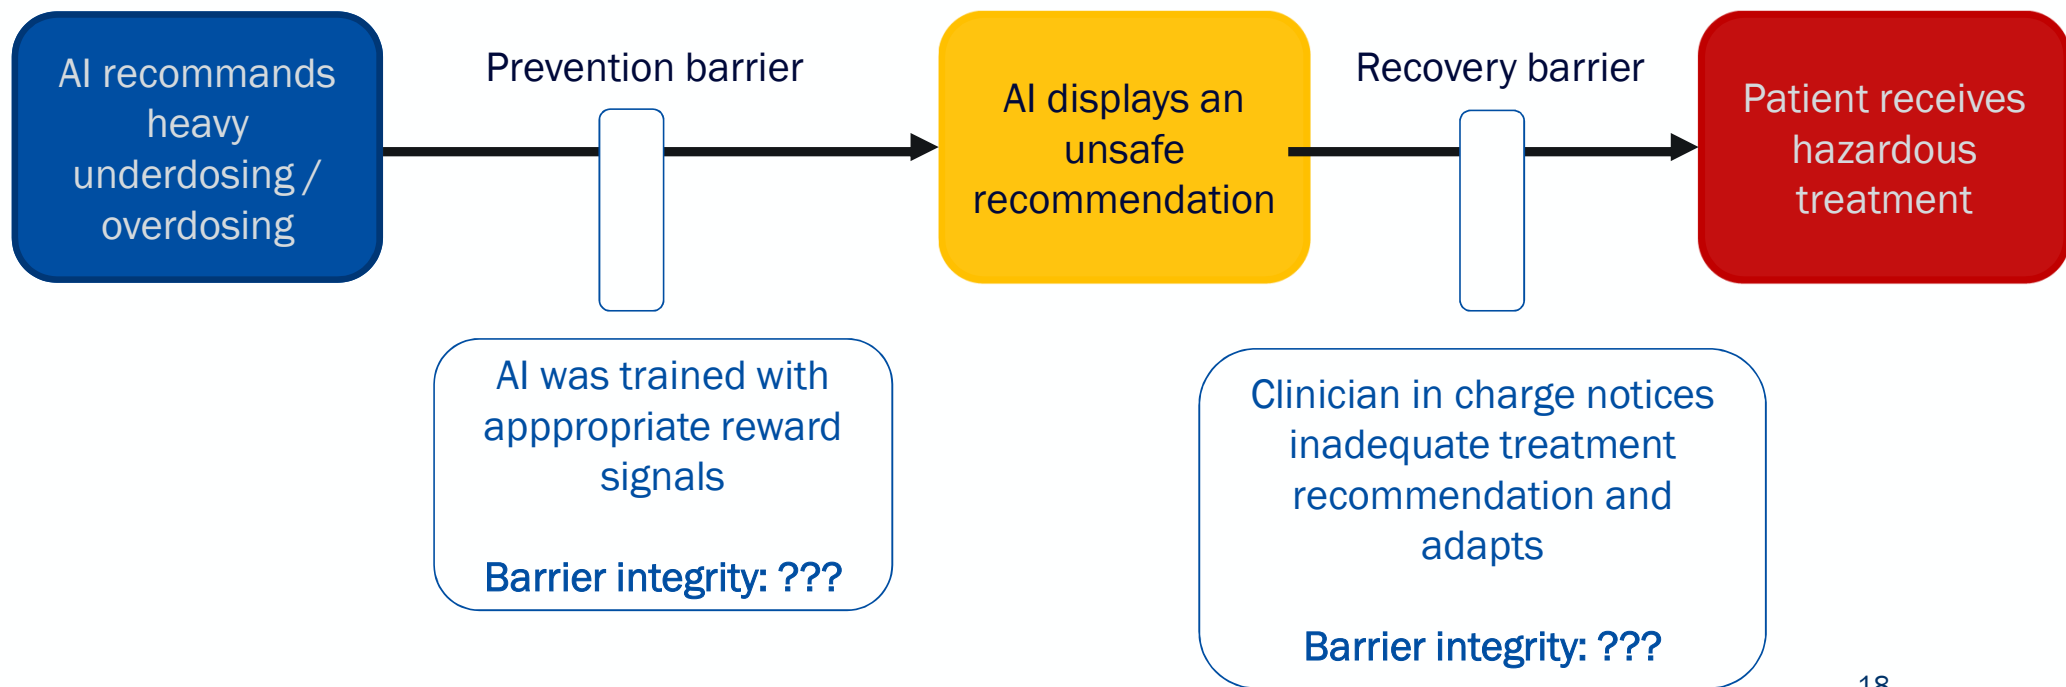 AI recommands
heavy
underdosing /
overdosing
Prevention barrier
AI displays an
unsafe
recommendation
Recovery barrier
Patient receives
hazardous
treatment
AI was trained with
apppropriate reward
signals
Barrier integrity: ???
Clinician in charge notices
inadequate treatment
recommendation and
adapts
Barrier integrity: ???
18